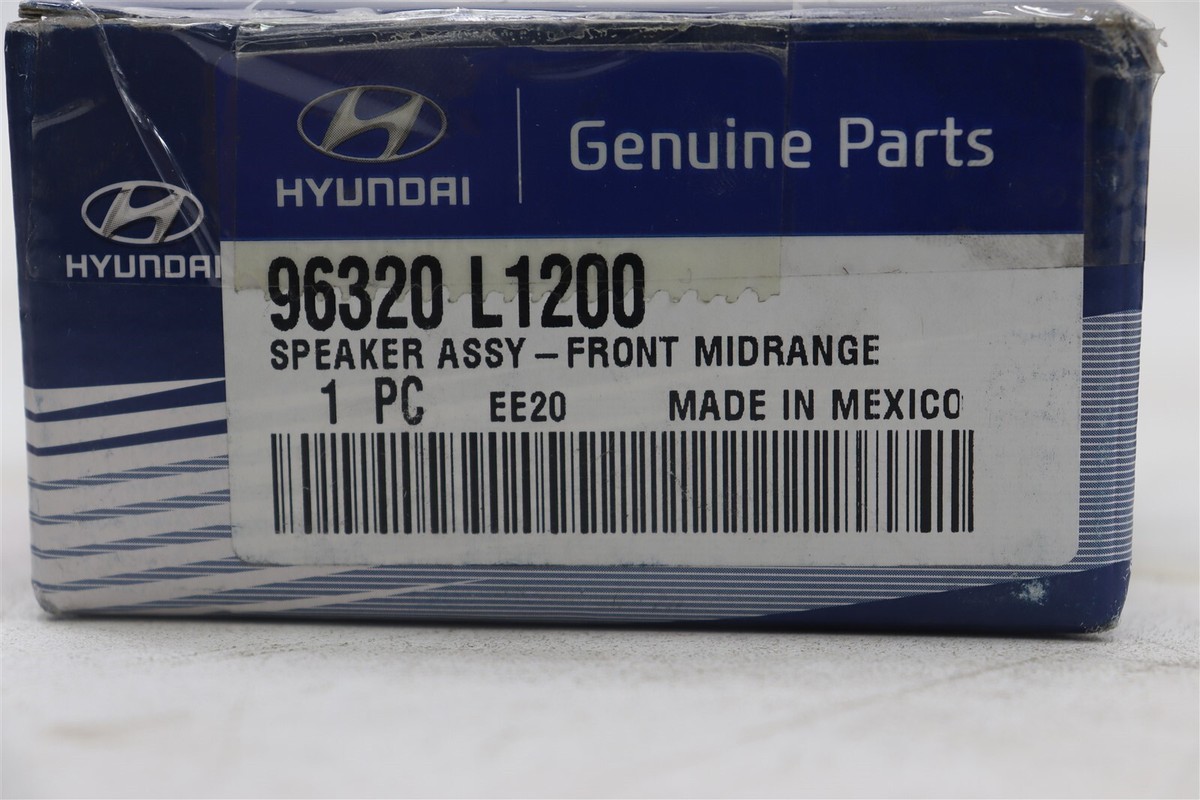 HYUNDAI
Genuine Parts
HYUNDAI
96320 L1200
SPEAKER ASSY – FRONT MIDRANGE
1 PC EE20 MADE IN MEXICO